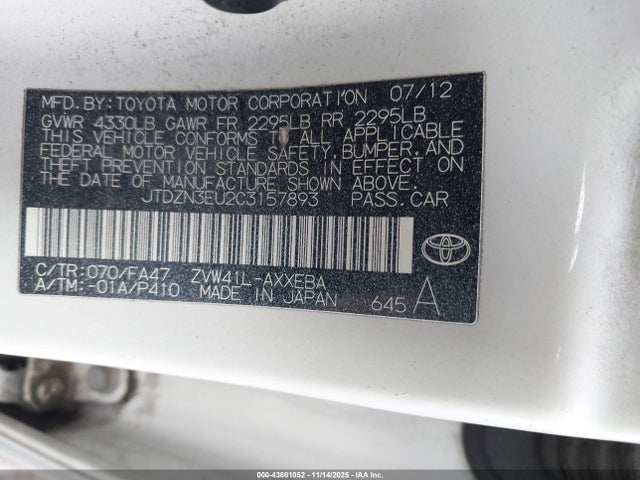 MFD. BY: TOYOTA MOTOR CORPORATION 07/12
GVWR 4330LB GAWR FR 2295LB RR 2295LB
THIS VEHICLE CONFORMS TO ALL APPLICABLE
FEDERAL MOTOR VEHICLE SAFETY, BUMPER, AND
THEFT PREVENTION STANDARDS IN EFFECT ON
THE DATE OF MANUFACTURE SHOWN ABOVE.
JTDZN3EU2C3157893 PASS. CAR
C/TR: 070/FA47 ZVW41L-AXXEBA
A/TM: -01A/P410 MADE IN JAPAN 645 A
TOYOTA
000-43601052 | 11/14/2025 - IAAI.COM